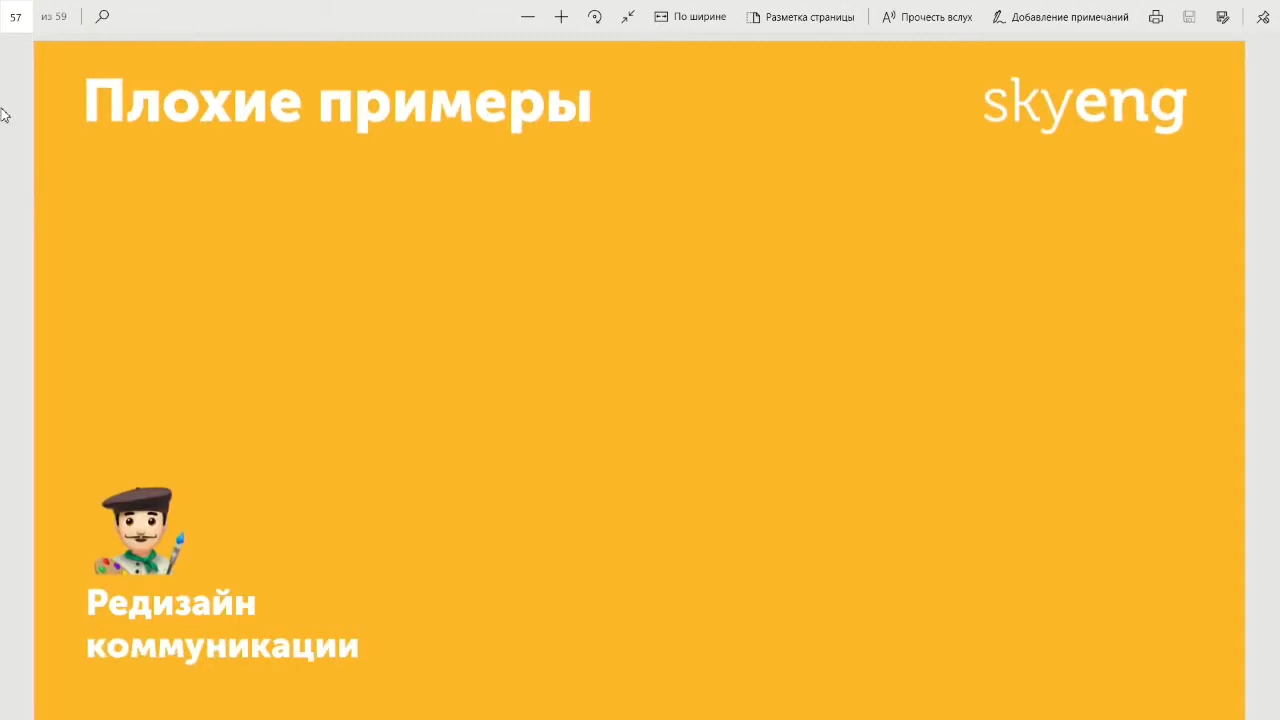 57 из 59 По ширине Разметка страницы Прочесть вслух Добавление примечаний
Плохие примеры
skyeng
Редизайн
коммуникации